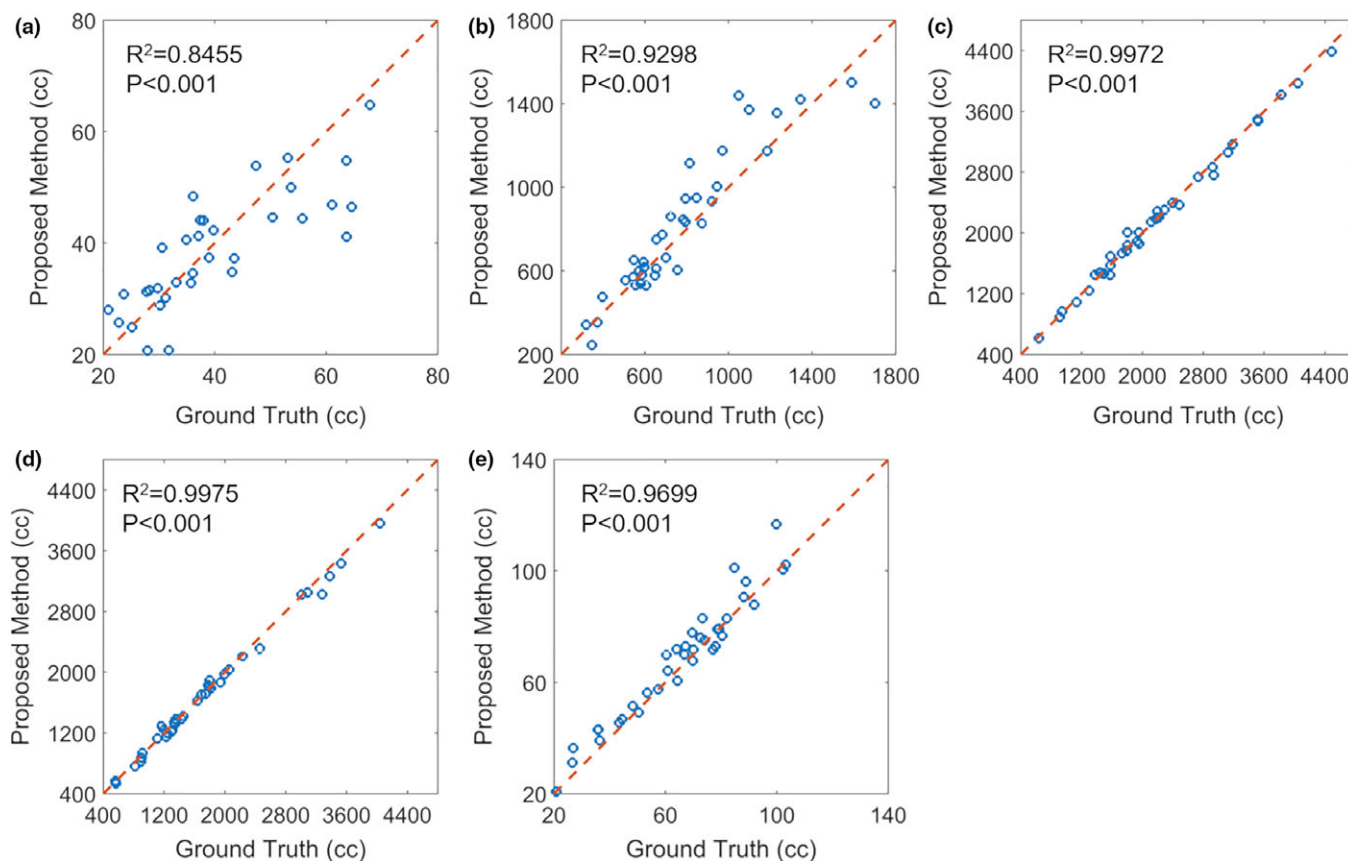 (a)
R²=0.8455
P<0.001
80
60
40
20
20 40 60 80
Proposed Method (cc)
Ground Truth (cc)
(b)
R²=0.9298
P<0.001
1800
1400
1000
600
200
200 600 1000 1400 1800
Proposed Method (cc)
Ground Truth (cc)
(c)
R²=0.9972
P<0.001
4400
3600
2800
2000
1200
400
400 1200 2000 2800 3600 4400
Proposed Method (cc)
Ground Truth (cc)
(d)
R²=0.9975
P<0.001
4400
3600
2800
2000
1200
400
400 1200 2000 2800 3600 4400
Proposed Method (cc)
Ground Truth (cc)
(e)
R²=0.9699
P<0.001
140
100
60
20
20 60 100 140
Proposed Method (cc)
Ground Truth (cc)